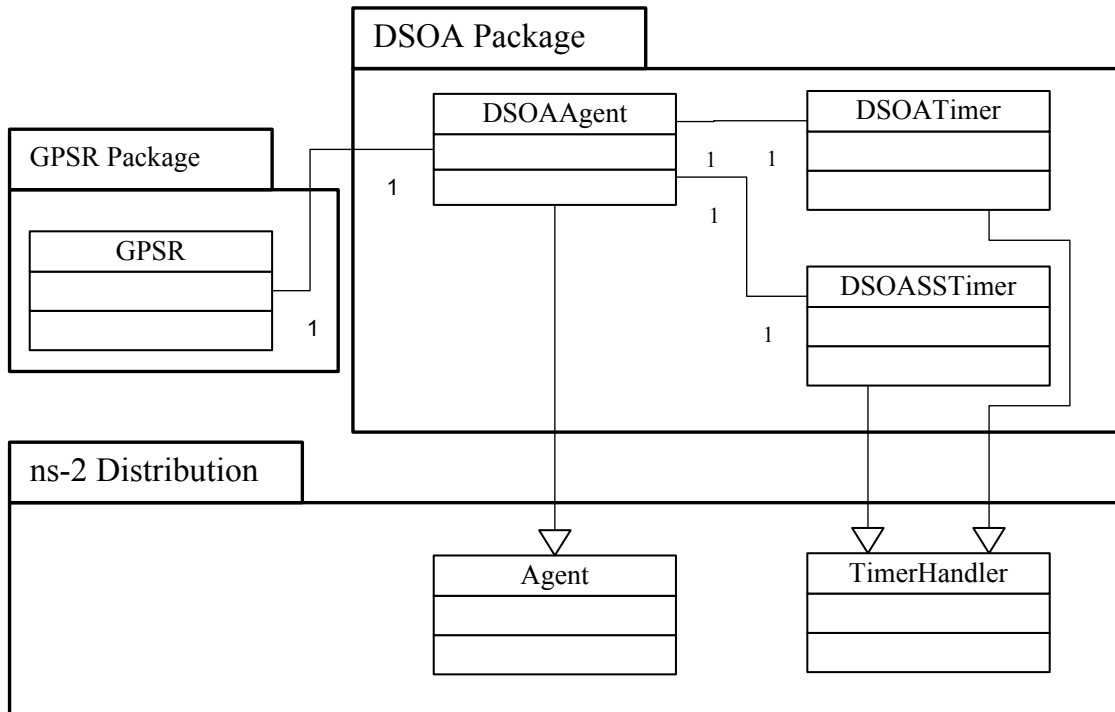 DSOA Package
DSOAAgent
DSOATimer
GPSR Package
1
1
1
GPSR
1
DSOASSTimer
1
1
ns-2 Distribution
Agent
TimerHandler